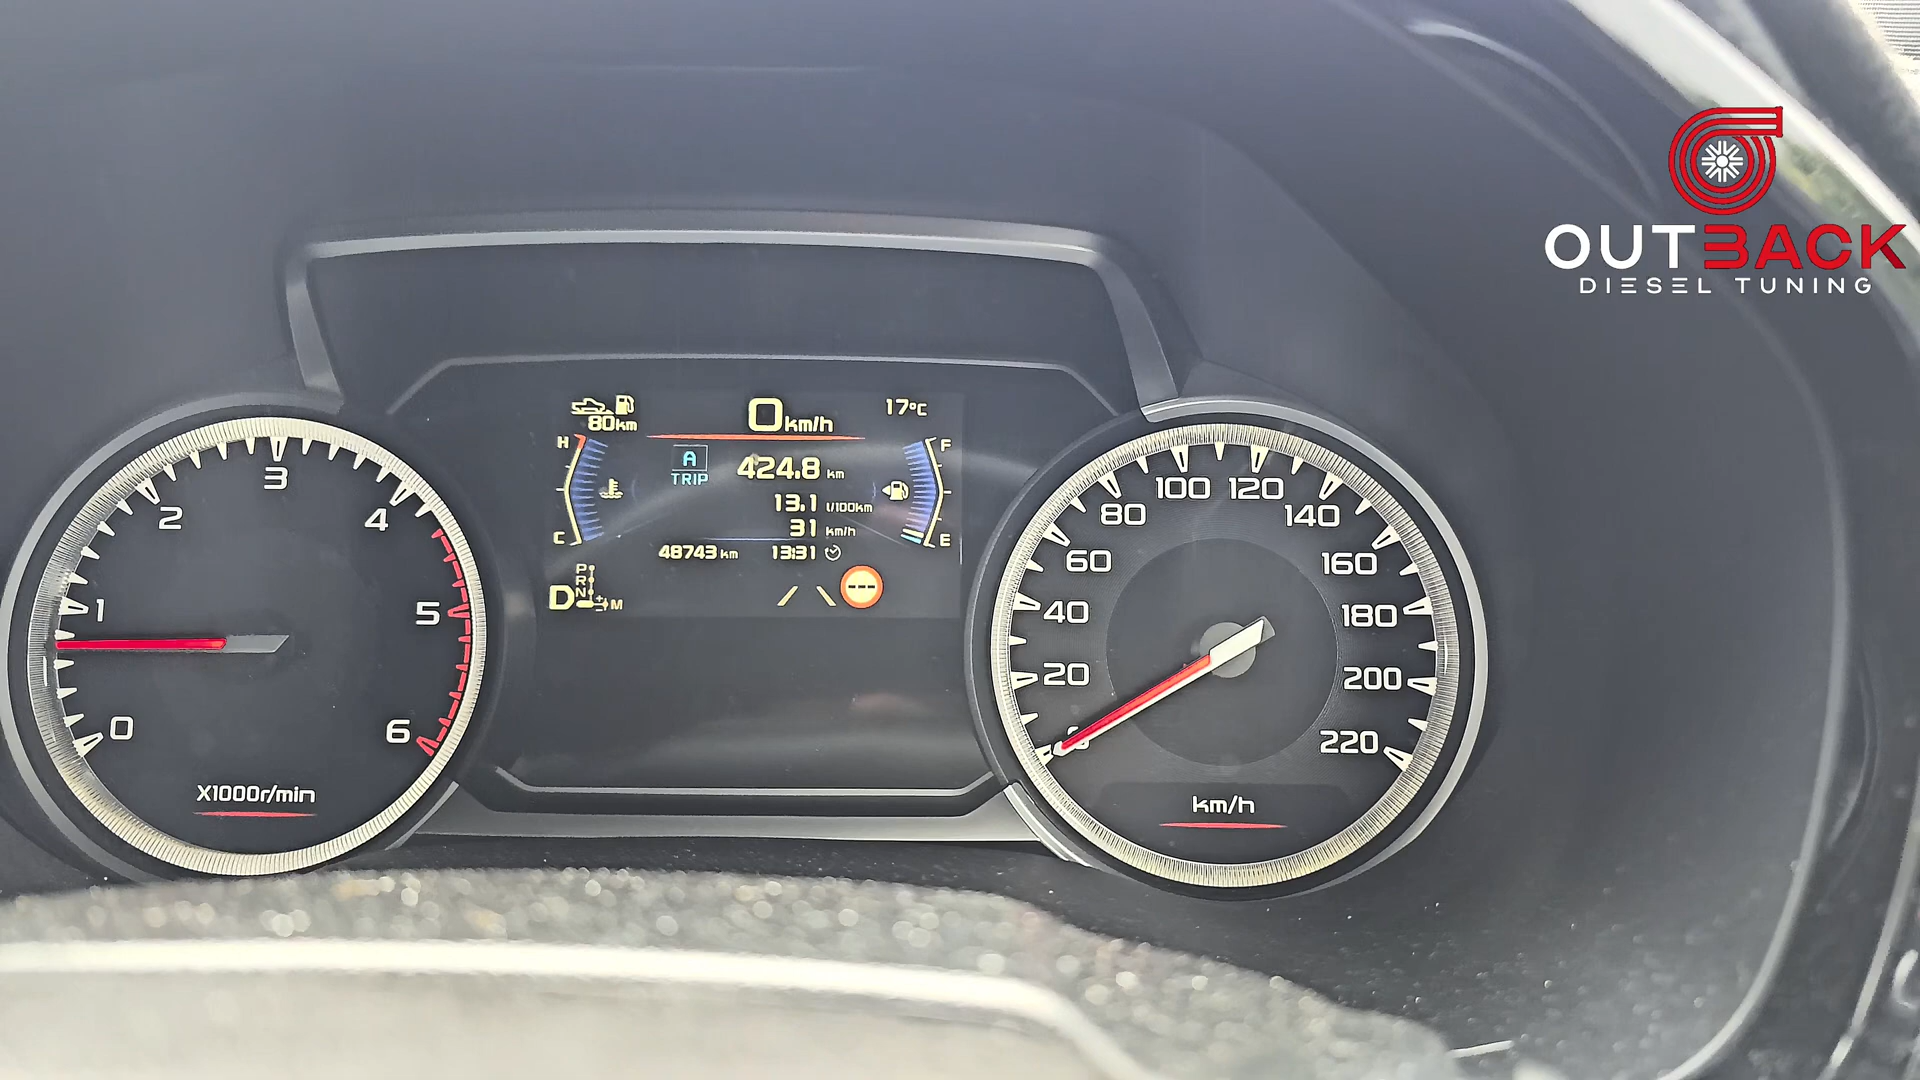 OUTBACK
DIESEL TUNING
80km
0km/h
17°C
H
F
A
TRIP
424.8 km
13.1 l/100km
31 km/h
C
E
48743 km
13:31
P
R
N
D
+
-
M
---
0
1
2
3
4
5
6
X1000r/min
0
20
40
60
80
100
120
140
160
180
200
220
km/h